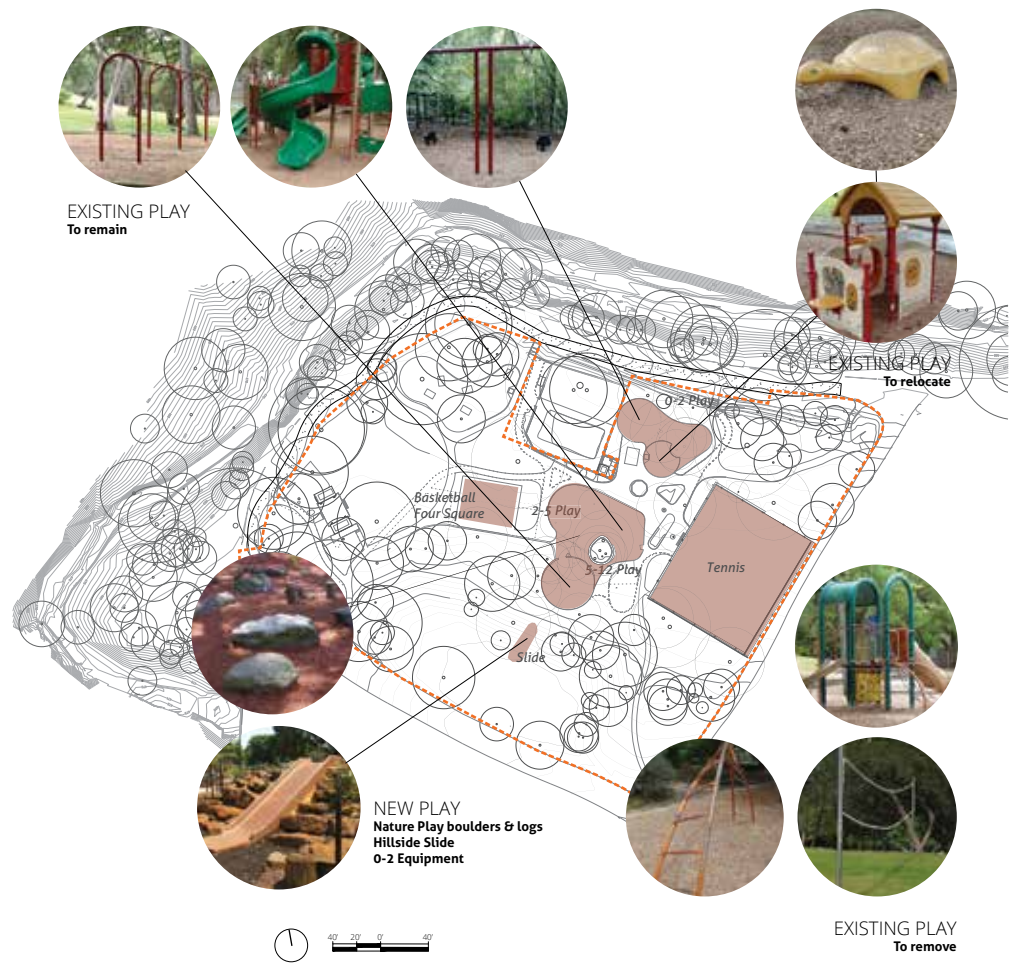 EXISTING PLAY
To remain
EXISTING PLAY
To relocate
0-2 Play
Basketball
Four Square
2-5 Play
5-12 Play
Tennis
Slide
NEW PLAY
Nature Play boulders & logs
Hillside Slide
0-2 Equipment
EXISTING PLAY
To remove
40' 20' 0' 40'